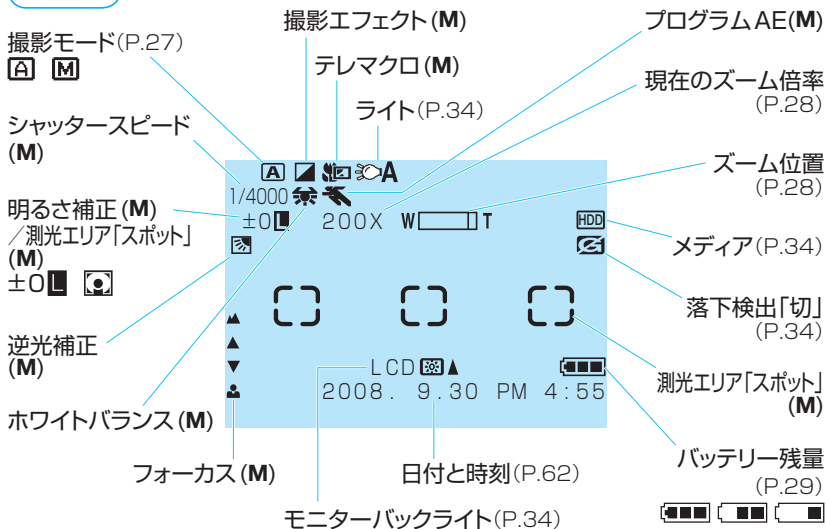 撮影エフェクト(M)
プログラムAE(M)
撮影モード(P.27)
A M
テレマクロ(M)
現在のズーム倍率
(P.28)
ライト(P.34)
シャッタースピード
(M)
ズーム位置
(P.28)
A A
1/4000
明るさ補正(M)
/測光エリア「スポット」
(M)
±0L
±0L 200X W T HDD
メディア(P.34)
落下検出「切」
(P.34)
逆光補正
(M)
LCD
2008. 9.30 PM 4:55
測光エリア「スポット」
(M)
ホワイトバランス(M)
フォーカス(M)
日付と時刻(P.62)
バッテリー残量
(P.29)
モニターバックライト(P.34)